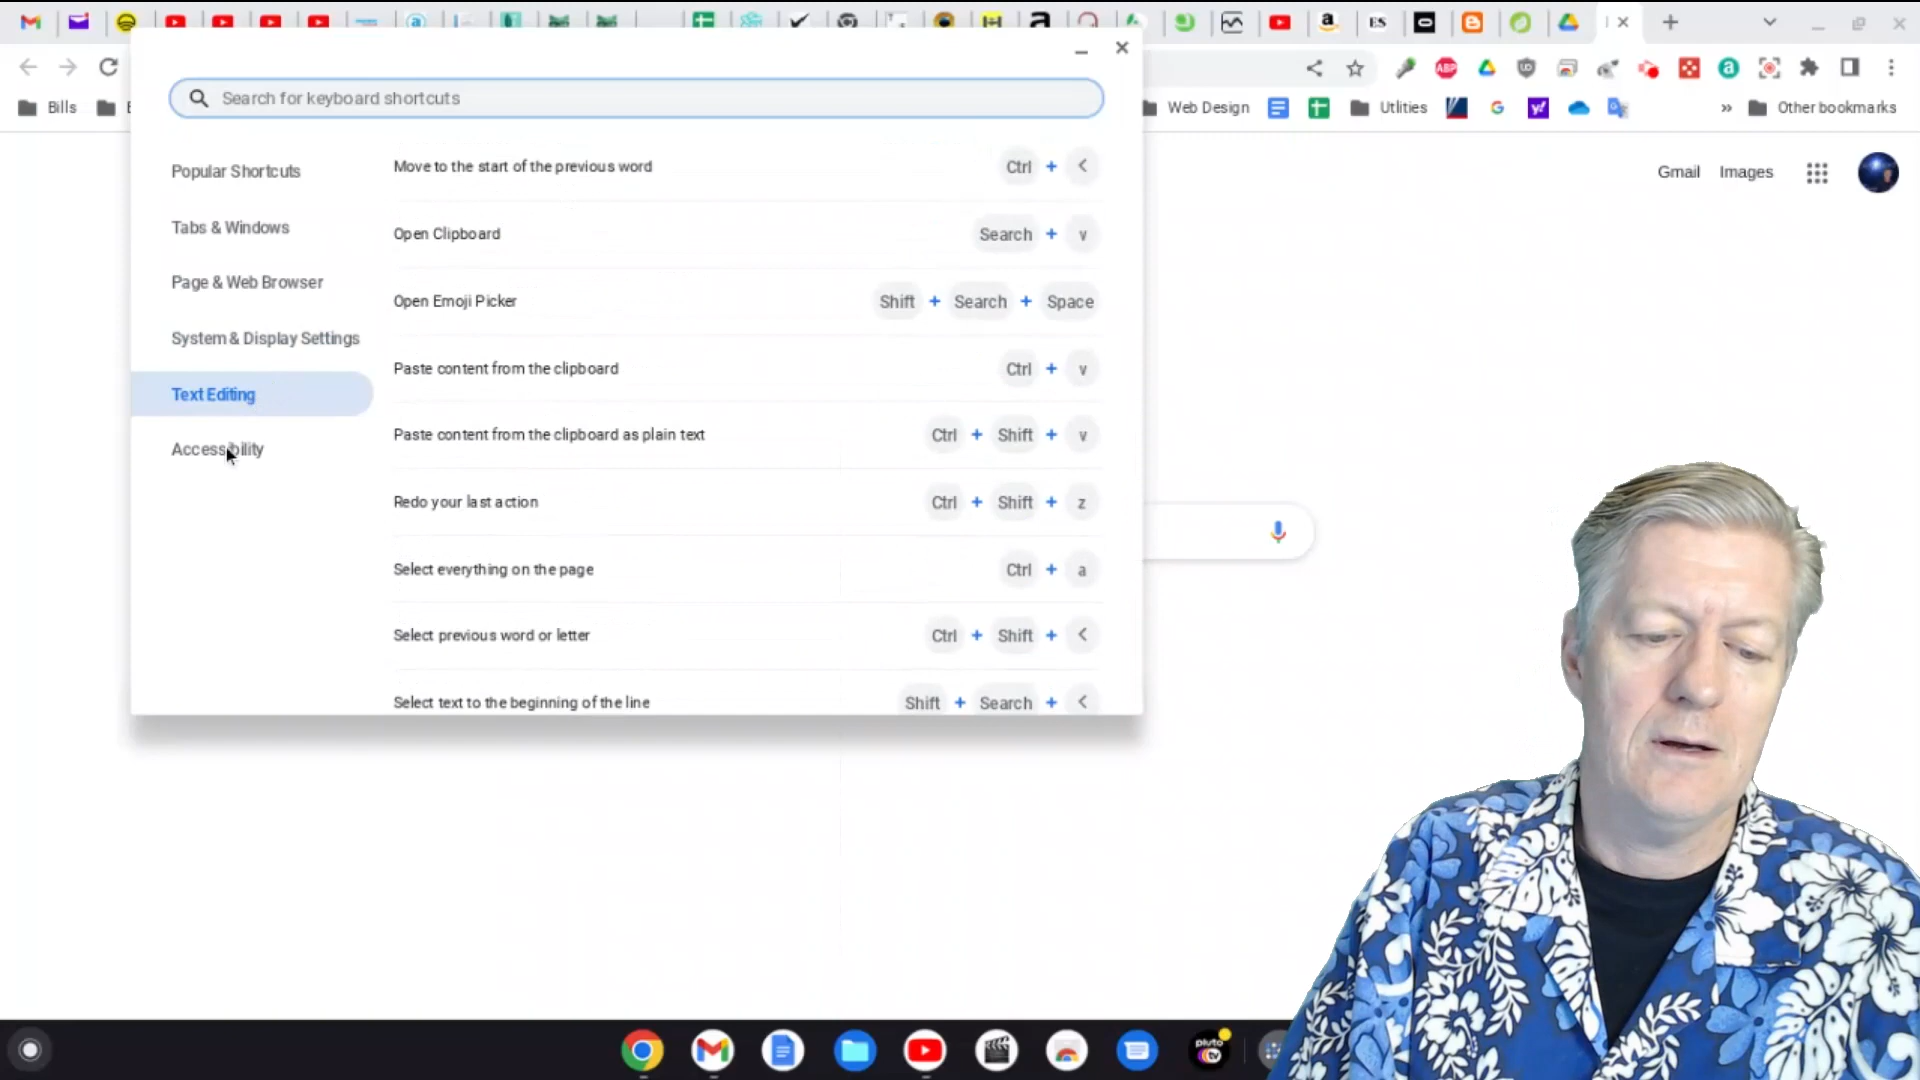 ES
Search for keyboard shortcuts
ABP
Bills
Web Design
Utlities
Other bookmarks
Gmail Images
Popular Shortcuts
Tabs & Windows
Page & Web Browser
System & Display Settings
Text Editing
Accessibility
Move to the start of the previous word Ctrl + <
Open Clipboard Search + v
Open Emoji Picker Shift + Search + Space
Paste content from the clipboard Ctrl + v
Paste content from the clipboard as plain text Ctrl + Shift + v
Redo your last action Ctrl + Shift + z
Select everything on the page Ctrl + a
Select previous word or letter Ctrl + Shift + <
Select text to the beginning of the line Shift + Search + <
pluto
tv